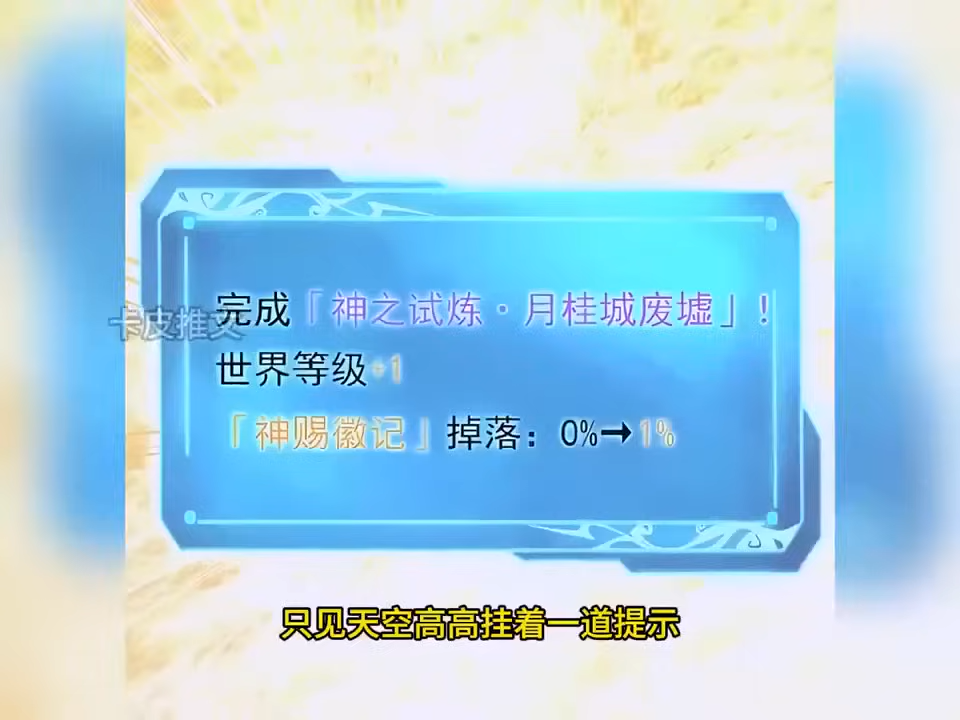 完成「神之试炼·月桂城废墟」!
卡皮推文
世界等级+1
「神赐徽记」掉落：0%→1%
只见天空高高挂着一道提示